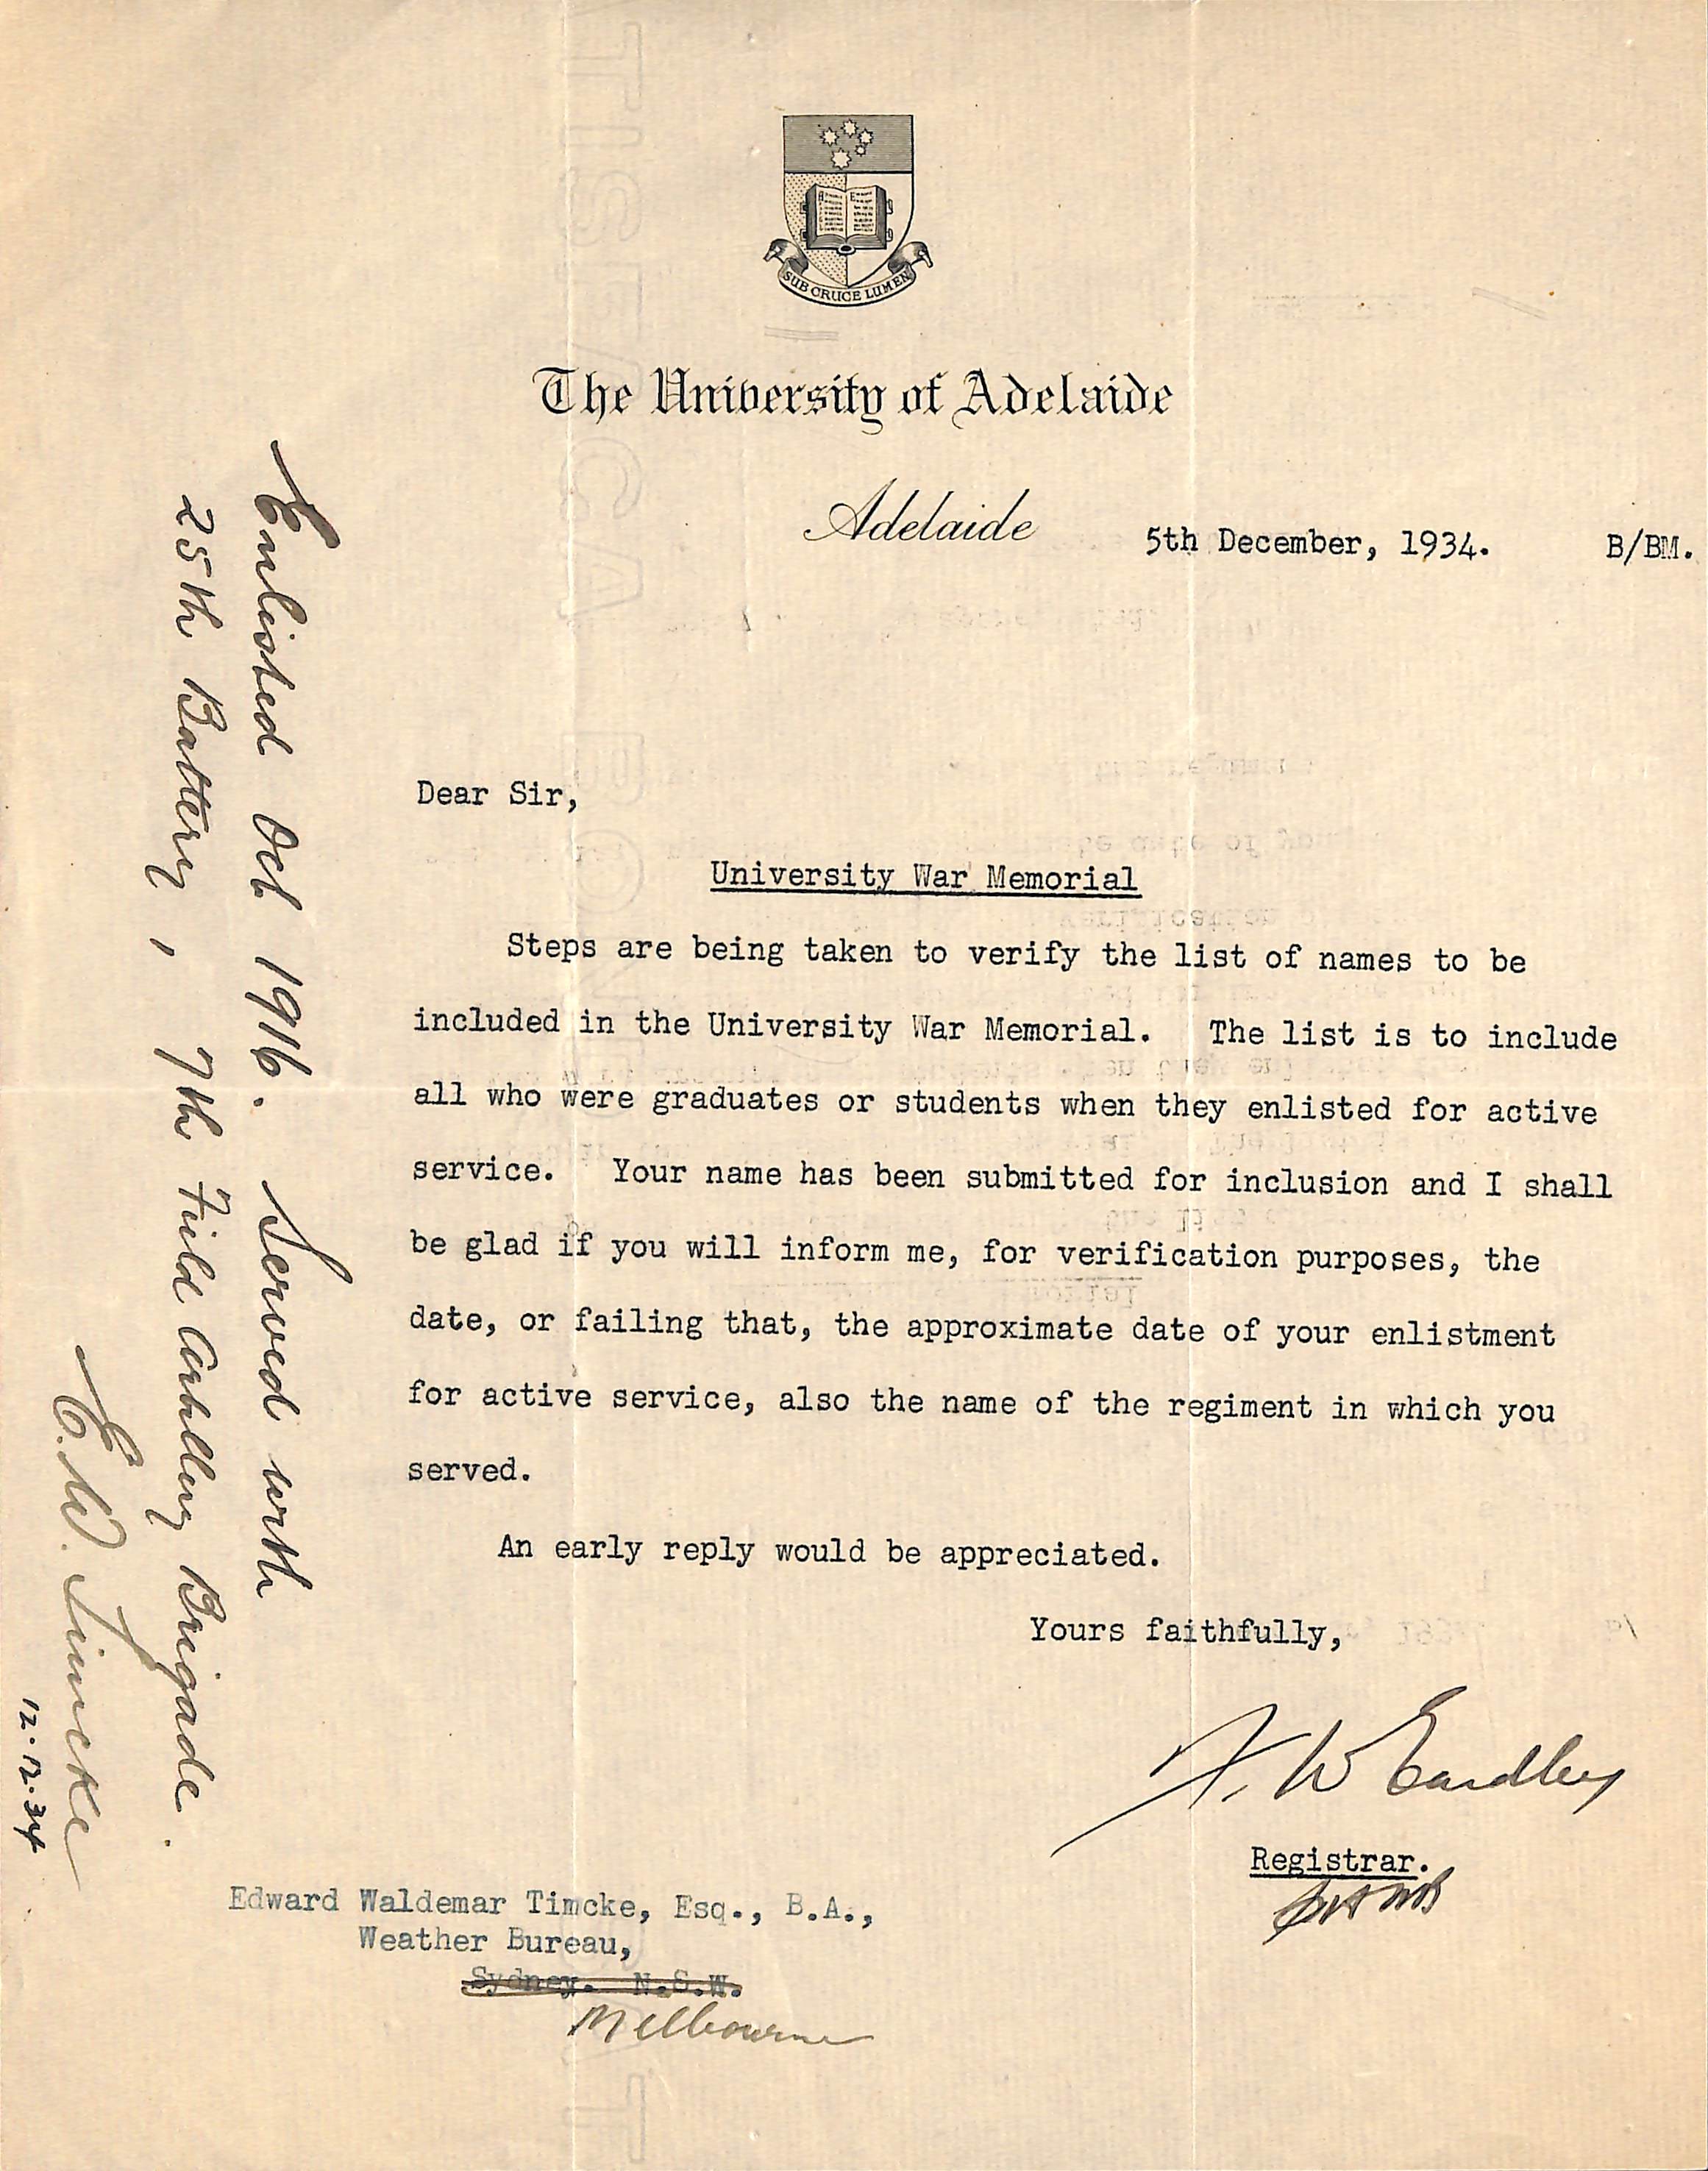 SUB CRUCE LUMEN
The University of Adelaide
Adelaide 5th December, 1934. B/BM.
Dear Sir,
University War Memorial
Steps are being taken to verify the list of names to be
included in the University War Memorial. The list is to include
all who were graduates or students when they enlisted for active
service. Your name has been submitted for inclusion and I shall
be glad if you will inform me, for verification purposes, the
date, or failing that, the approximate date of your enlistment
for active service, also the name of the regiment in which you
served.
An early reply would be appreciated.
Yours faithfully,
F. W Eardley
Registrar.
Edward Waldemar Timcke, Esq., B.A.,
Weather Bureau,
Sydney. N.S.W.
Melbourne
Enlisted Oct 1916. Served with
25th Battery, 7th Field Artillery Brigade.
E. W. Timcke
12.12.34